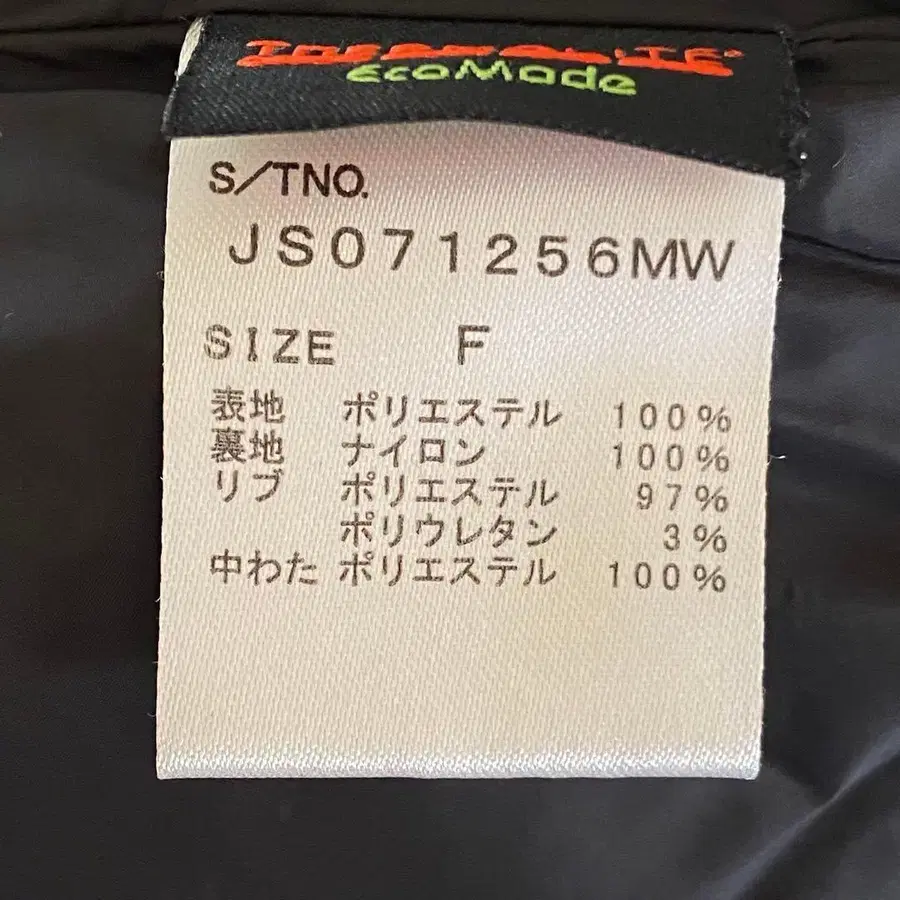 THERMOLITE®
EcoMade
S/TNO.
JS071256MW
SIZE F
表地 ポリエステル 100%
裏地 ナイロン 100%
リブ ポリエステル 97%
ポリウレタン 3%
中わた ポリエステル 100%